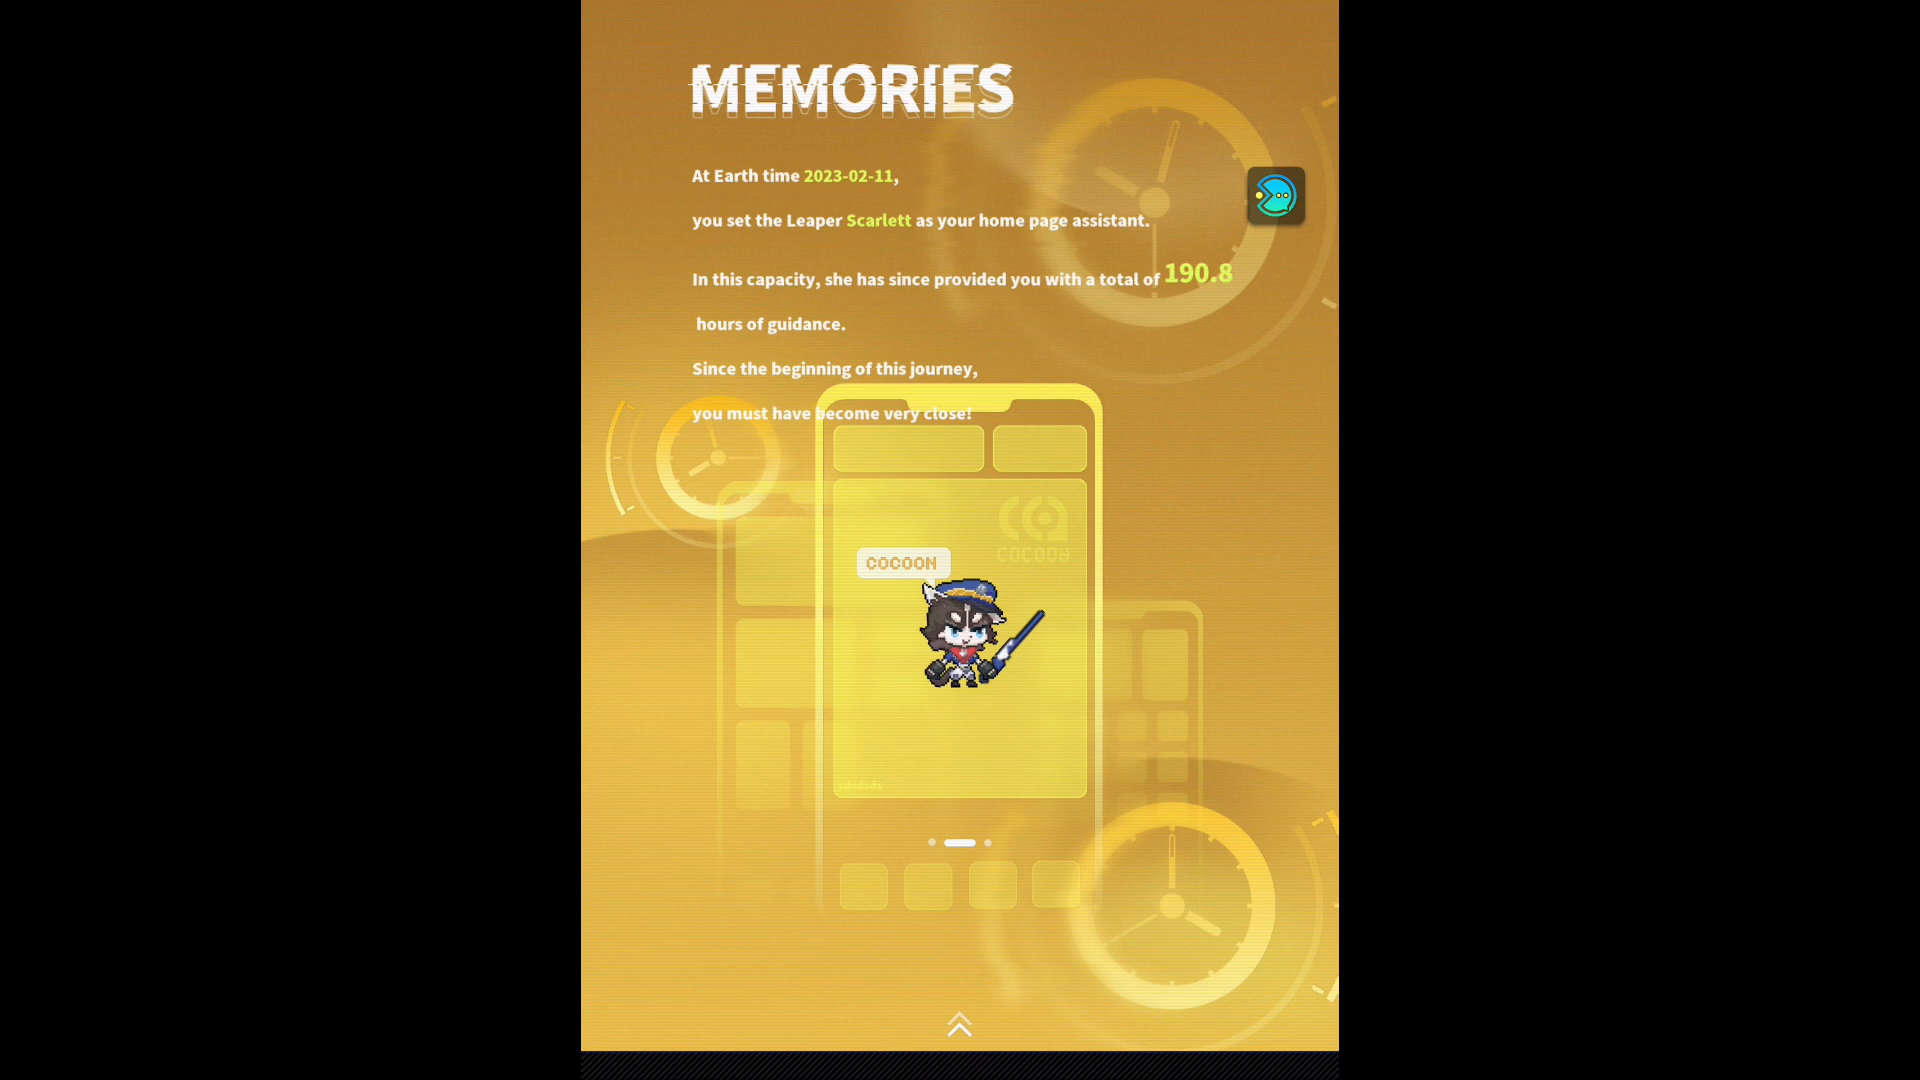 MEMORIES
At Earth time 2023-02-11,
you set the Leaper Scarlett as your home page assistant.
In this capacity, she has since provided you with a total of 190.8
hours of guidance.
Since the beginning of this journey,
you must have become very close!
COCOON
COCOON